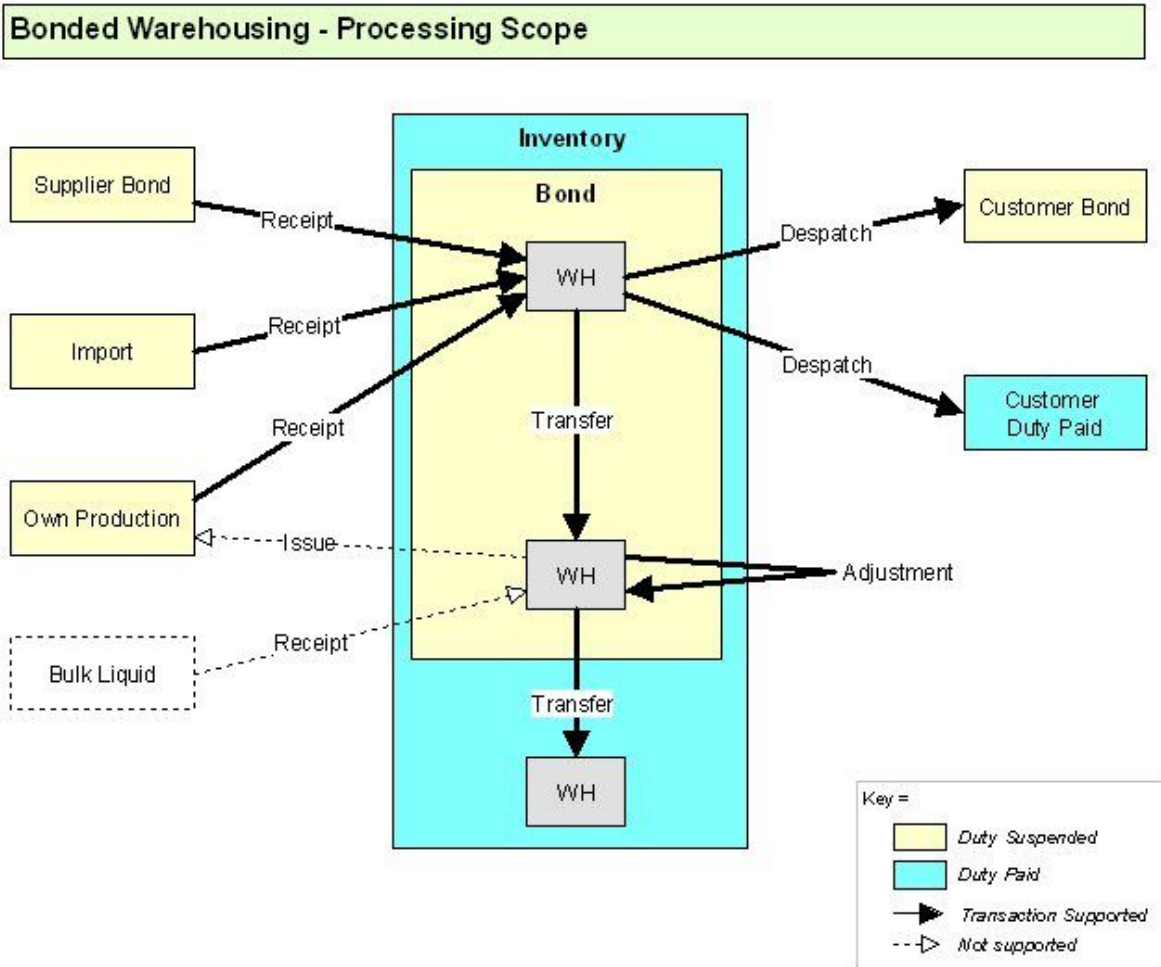 Bonded Warehousing - Processing Scope
Inventory
Bond
Supplier Bond
Receipt
WH
Despatch
Customer Bond
Import
Receipt
Despatch
Customer
Duty Paid
Receipt
Transfer
Own Production
Issue
WH
Adjustment
Bulk Liquid
Receipt
Transfer
WH
Key =
Duty Suspended
Duty Paid
Transaction Supported
Not supported